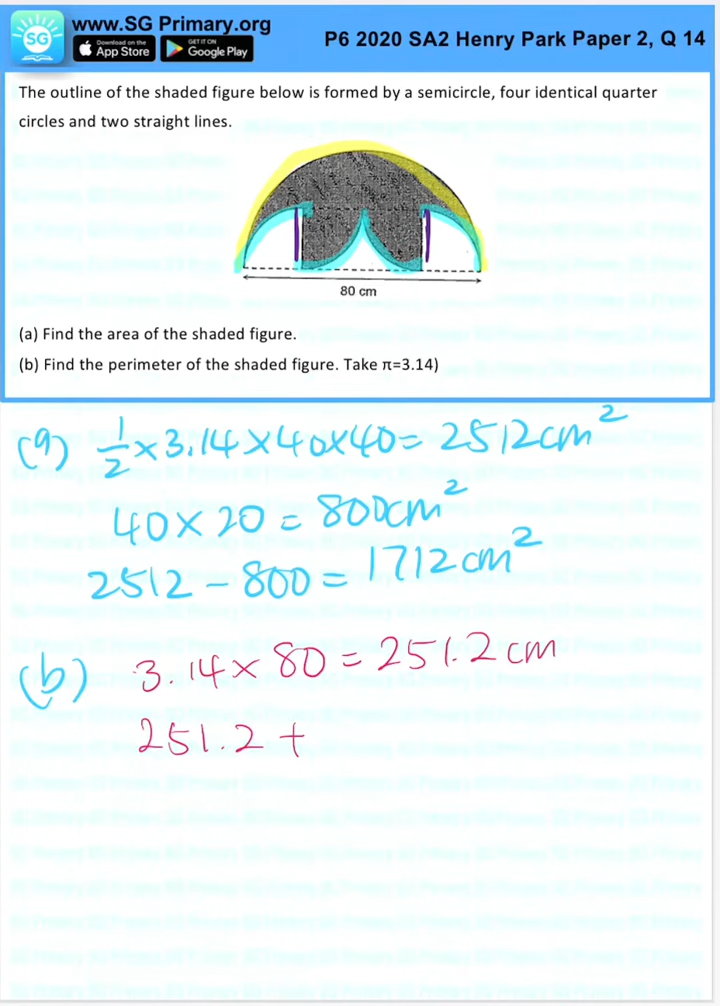 www.SG Primary.org
SG
Download on the
App Store
GET IT ON
Google Play
P6 2020 SA2 Henry Park Paper 2, Q 14
The outline of the shaded figure below is formed by a semicircle, four identical quarter
circles and two straight lines.
80 cm
(a) Find the area of the shaded figure.
(b) Find the perimeter of the shaded figure. Take π=3.14)
(a) 1/2 × 3.14 × 40 × 40 = 2512 cm²
40 × 20 = 800 cm²
2512 - 800 = 1712 cm²
(b) 3.14 × 80 = 251.2 cm
251.2 +